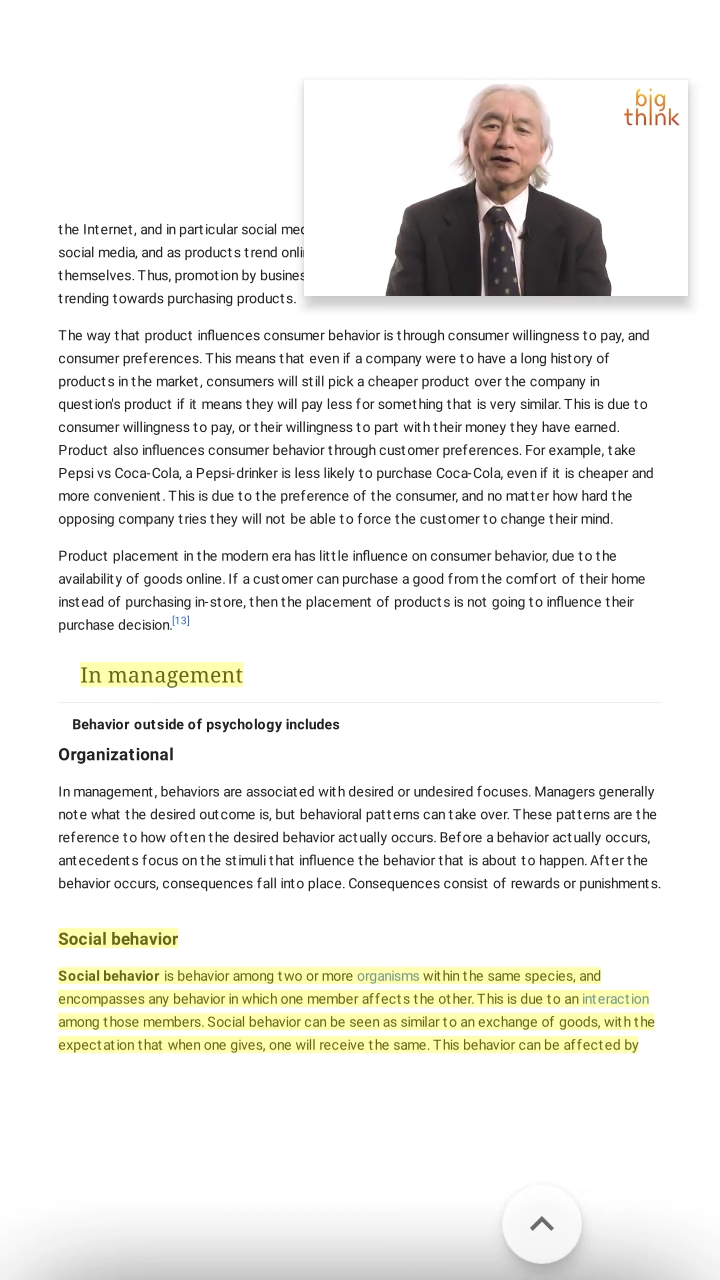 big
think
the Internet, and in particular social
social media, and as products trend
themselves. Thus, promotion by
trending towards purchasing products.
The way that product influences consumer behavior is through consumer willingness to pay, and
consumer preferences. This means that even if a company were to have a long history of
products in the market, consumers will still pick a cheaper product over the company in
question's product if it means they will pay less for something that is very similar. This is due to
consumer willingness to pay, or their willingness to part with their money they have earned.
Product also influences consumer behavior through customer preferences. For example, take
Pepsi vs Coca-Cola, a Pepsi-drinker is less likely to purchase Coca-Cola, even if it is cheaper and
more convenient. This is due to the preference of the consumer, and no matter how hard the
opposing company tries they will not be able to force the customer to change their mind.
Product placement in the modern era has little influence on consumer behavior, due to the
availability of goods online. If a customer can purchase a good from the comfort of their home
instead of purchasing in-store, then the placement of products is not going to influence their
purchase decision.[13]
In management
Behavior outside of psychology includes
Organizational
In management, behaviors are associated with desired or undesired focuses. Managers generally
note what the desired outcome is, but behavioral patterns can take over. These patterns are the
reference to how often the desired behavior actually occurs. Before a behavior actually occurs,
antecedents focus on the stimuli that influence the behavior that is about to happen. After the
behavior occurs, consequences fall into place. Consequences consist of rewards or punishments.
Social behavior
Social behavior is behavior among two or more organisms within the same species, and
encompasses any behavior in which one member affects the other. This is due to an interaction
among those members. Social behavior can be seen as similar to an exchange of goods, with the
expectation that when one gives, one will receive the same. This behavior can be affected by